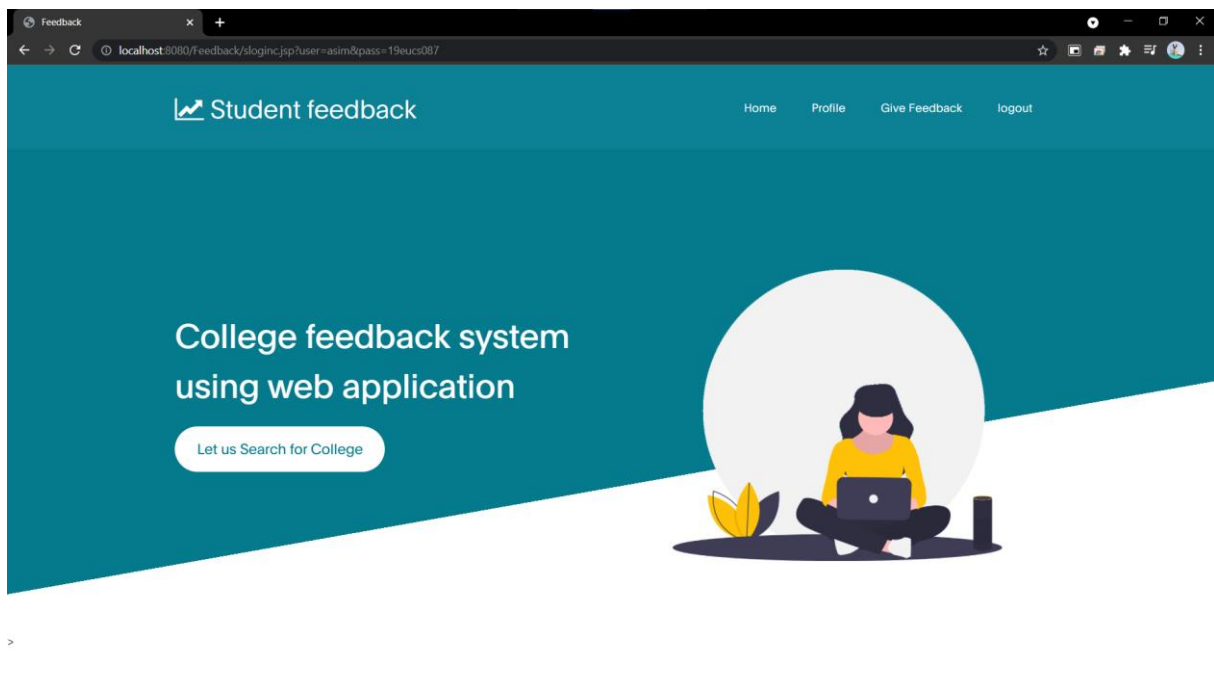 Feedback
localhost:8080/Feedback/sloginc.jsp?user=asim&pass=19eucs087
Student feedback
Home Profile Give Feedback logout
College feedback system
using web application
Let us Search for College
>